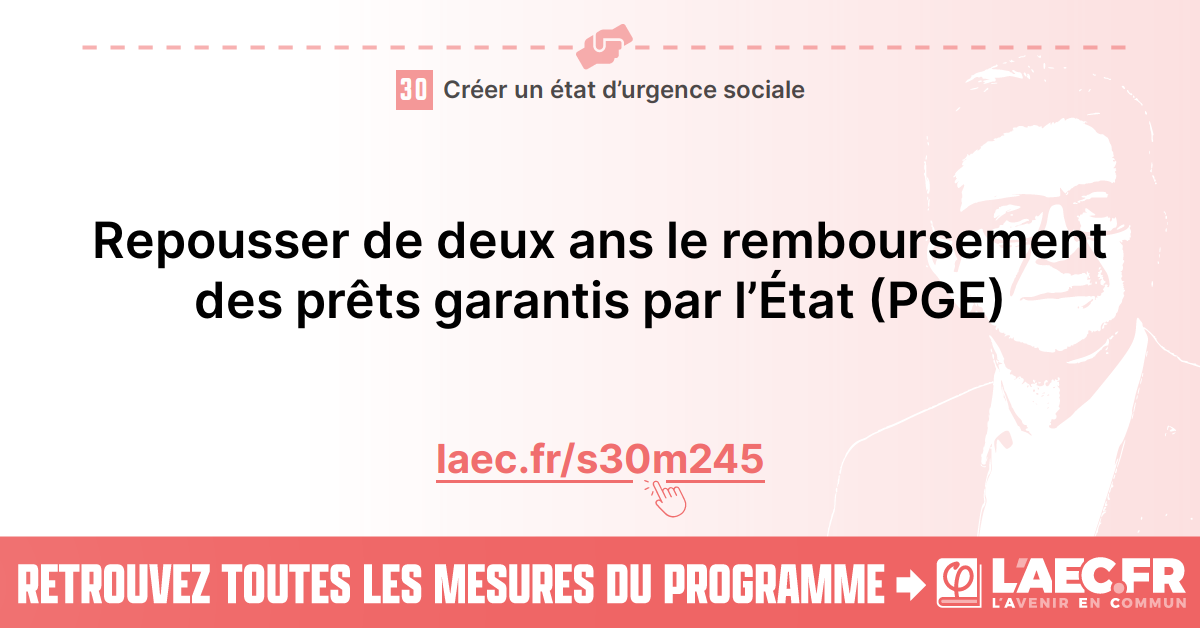 30 Créer un état d’urgence sociale
Repousser de deux ans le remboursement
des prêts garantis par l’État (PGE)
laec.fr/s30m245
RETROUVEZ TOUTES LES MESURES DU PROGRAMME
L'AEC.FR
L'AVENIR EN COMMUN